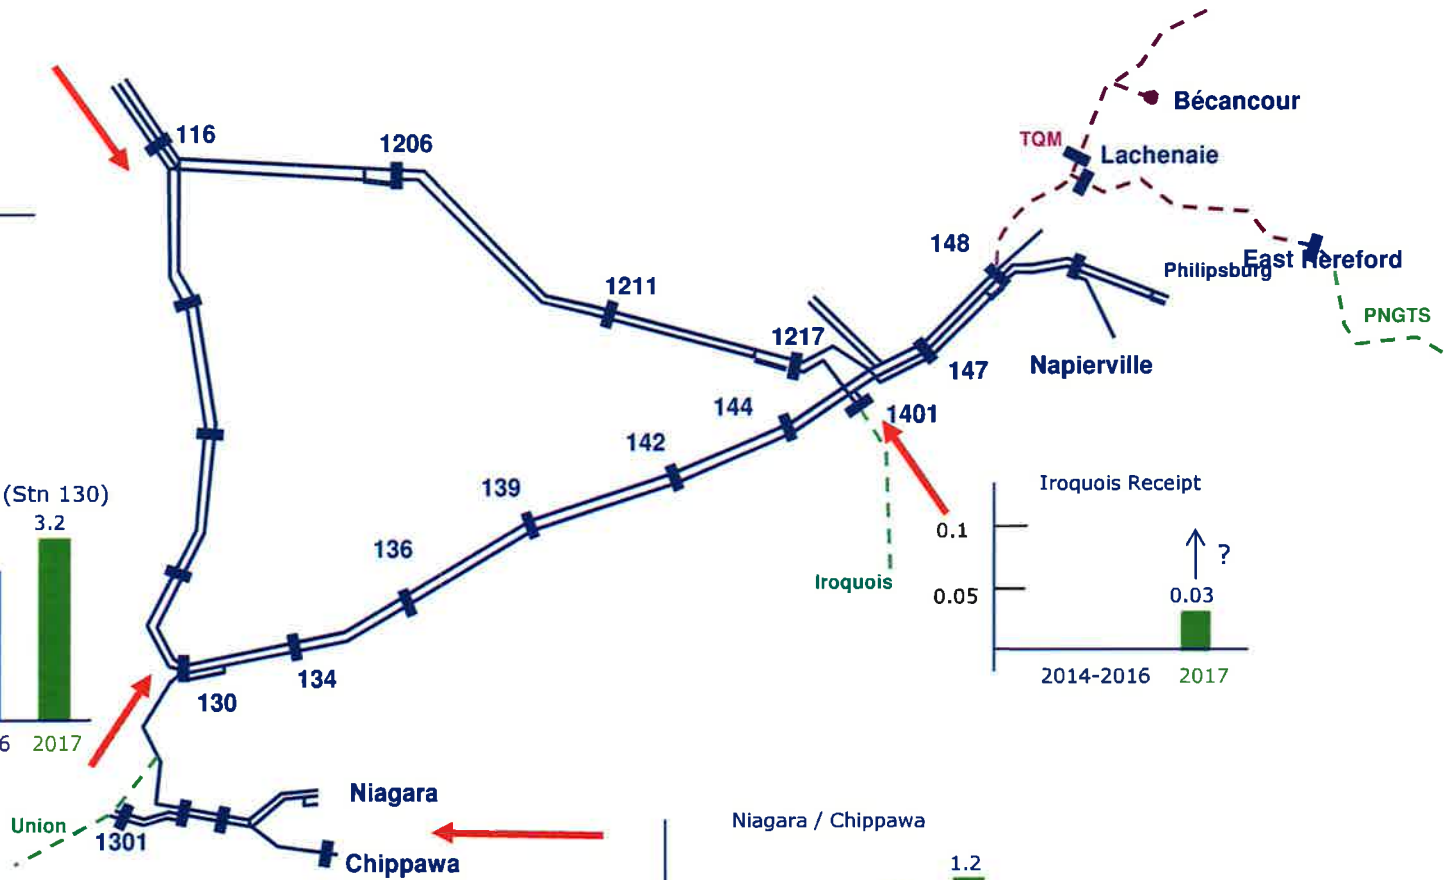 Bécancour
116
1206
TQM
Lachenaie
148
East Hereford
Philipsburg
1211
PNGTS
1217
147
Napierville
144
1401
142
139
(Stn 130)
3.2
Iroquois Receipt
0.1
136
?
Iroquois
0.05
0.03
134
130
2014-2016
2017
6
2017
Niagara
Union
1301
Niagara / Chippawa
Chippawa
1.2